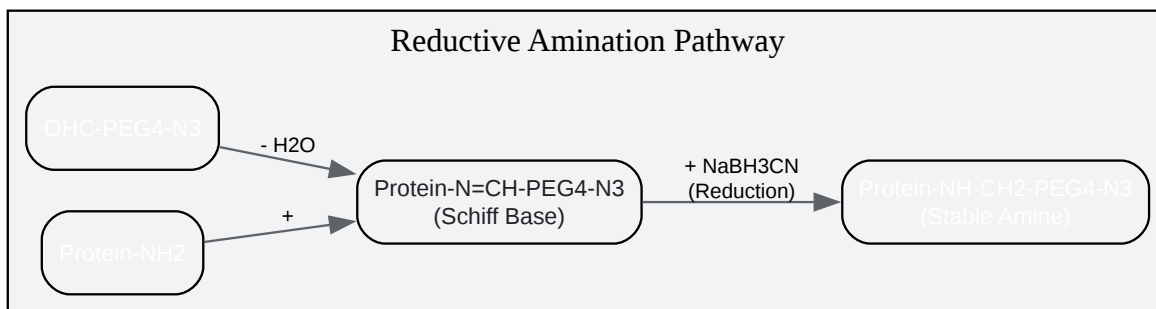 Reductive Amination Pathway
OHC-PEG4-N3
- H2O
Protein-NH2
+
Protein-N=CH-PEG4-N3
(Schiff Base)
+ NaBH3CN
(Reduction)
Protein-NH-CH2-PEG4-N3
(Stable Amine)